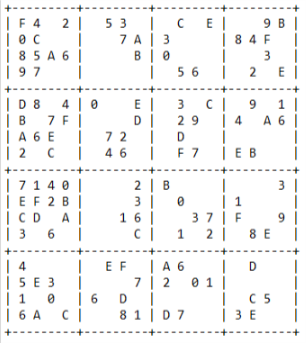 +---------+---------+---------+---------+
| F 4   2 |   5 3   |   C   E |     9 B |
| 0 C     |     7 A | 3       | 8 4 F   |
| 8 5 A 6 |       B | 0       |     3   |
| 9 7     |         |   5 6   |   2   E |
+---------+---------+---------+---------+
| D 8   4 | 0     E |   3   C |   9   1 |
| B   7 F |       D |   2 9   | 4   A 6 |
| A 6 E   |   7 2   |   D     |         |
| 2   C   |   4 6   |   F 7   | E B     |
+---------+---------+---------+---------+
| 7 1 4 0 |       2 | B       |       3 |
| E F 2 B |       3 |   0     | 1       |
| C D   A |     1 6 |     3 7 | F     9 |
| 3   6   |       C |   1   2 |   8 E   |
+---------+---------+---------+---------+
| 4       |   E F   | A 6     |   D     |
| 5 E 3   |       7 | 2   0 1 |         |
| 1   0   | 6   D   |         |   C 5   |
| 6 A   C |     8 1 | D 7     | 3 E     |
+---------+---------+---------+---------+